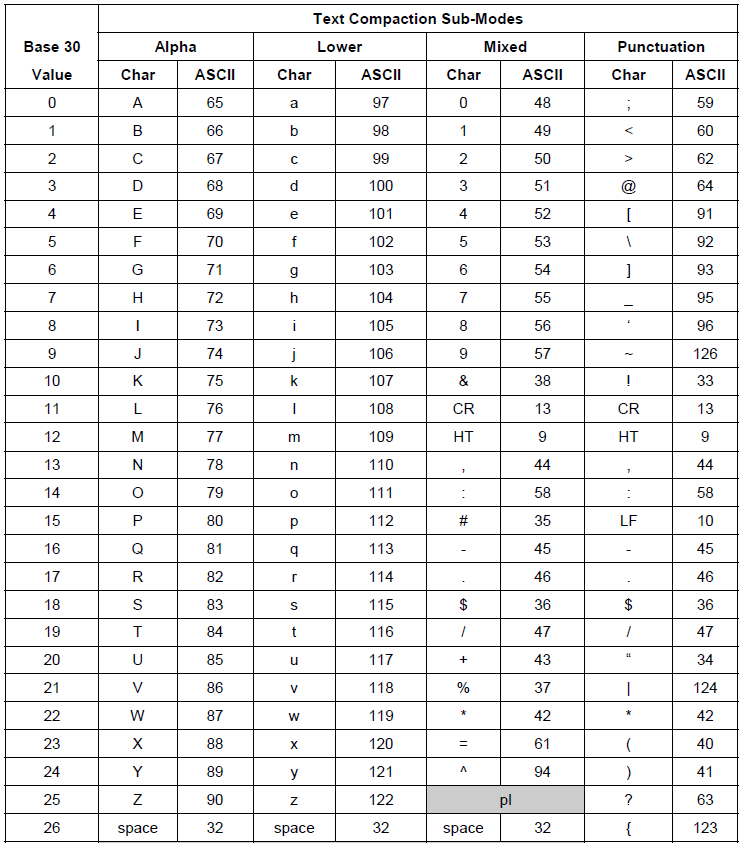 Text Compaction Sub-Modes
Base 30 Alpha Lower Mixed Punctuation
Value Char ASCII Char ASCII Char ASCII Char ASCII
0 A 65 a 97 0 48 ; 59
1 B 66 b 98 1 49 < 60
2 C 67 c 99 2 50 > 62
3 D 68 d 100 3 51 @ 64
4 E 69 e 101 4 52 [ 91
5 F 70 f 102 5 53 \ 92
6 G 71 g 103 6 54 ] 93
7 H 72 h 104 7 55 _ 95
8 I 73 i 105 8 56 ‘ 96
9 J 74 j 106 9 57 ~ 126
10 K 75 k 107 & 38 ! 33
11 L 76 l 108 CR 13 CR 13
12 M 77 m 109 HT 9 HT 9
13 N 78 n 110 , 44 , 44
14 O 79 o 111 : 58 : 58
15 P 80 p 112 # 35 LF 10
16 Q 81 q 113 - 45 - 45
17 R 82 r 114 . 46 . 46
18 S 83 s 115 $ 36 $ 36
19 T 84 t 116 / 47 / 47
20 U 85 u 117 + 43 “ 34
21 V 86 v 118 % 37 | 124
22 W 87 w 119 * 42 * 42
23 X 88 x 120 = 61 ( 40
24 Y 89 y 121 ^ 94 ) 41
25 Z 90 z 122 pl ? 63
26 space 32 space 32 space 32 { 123